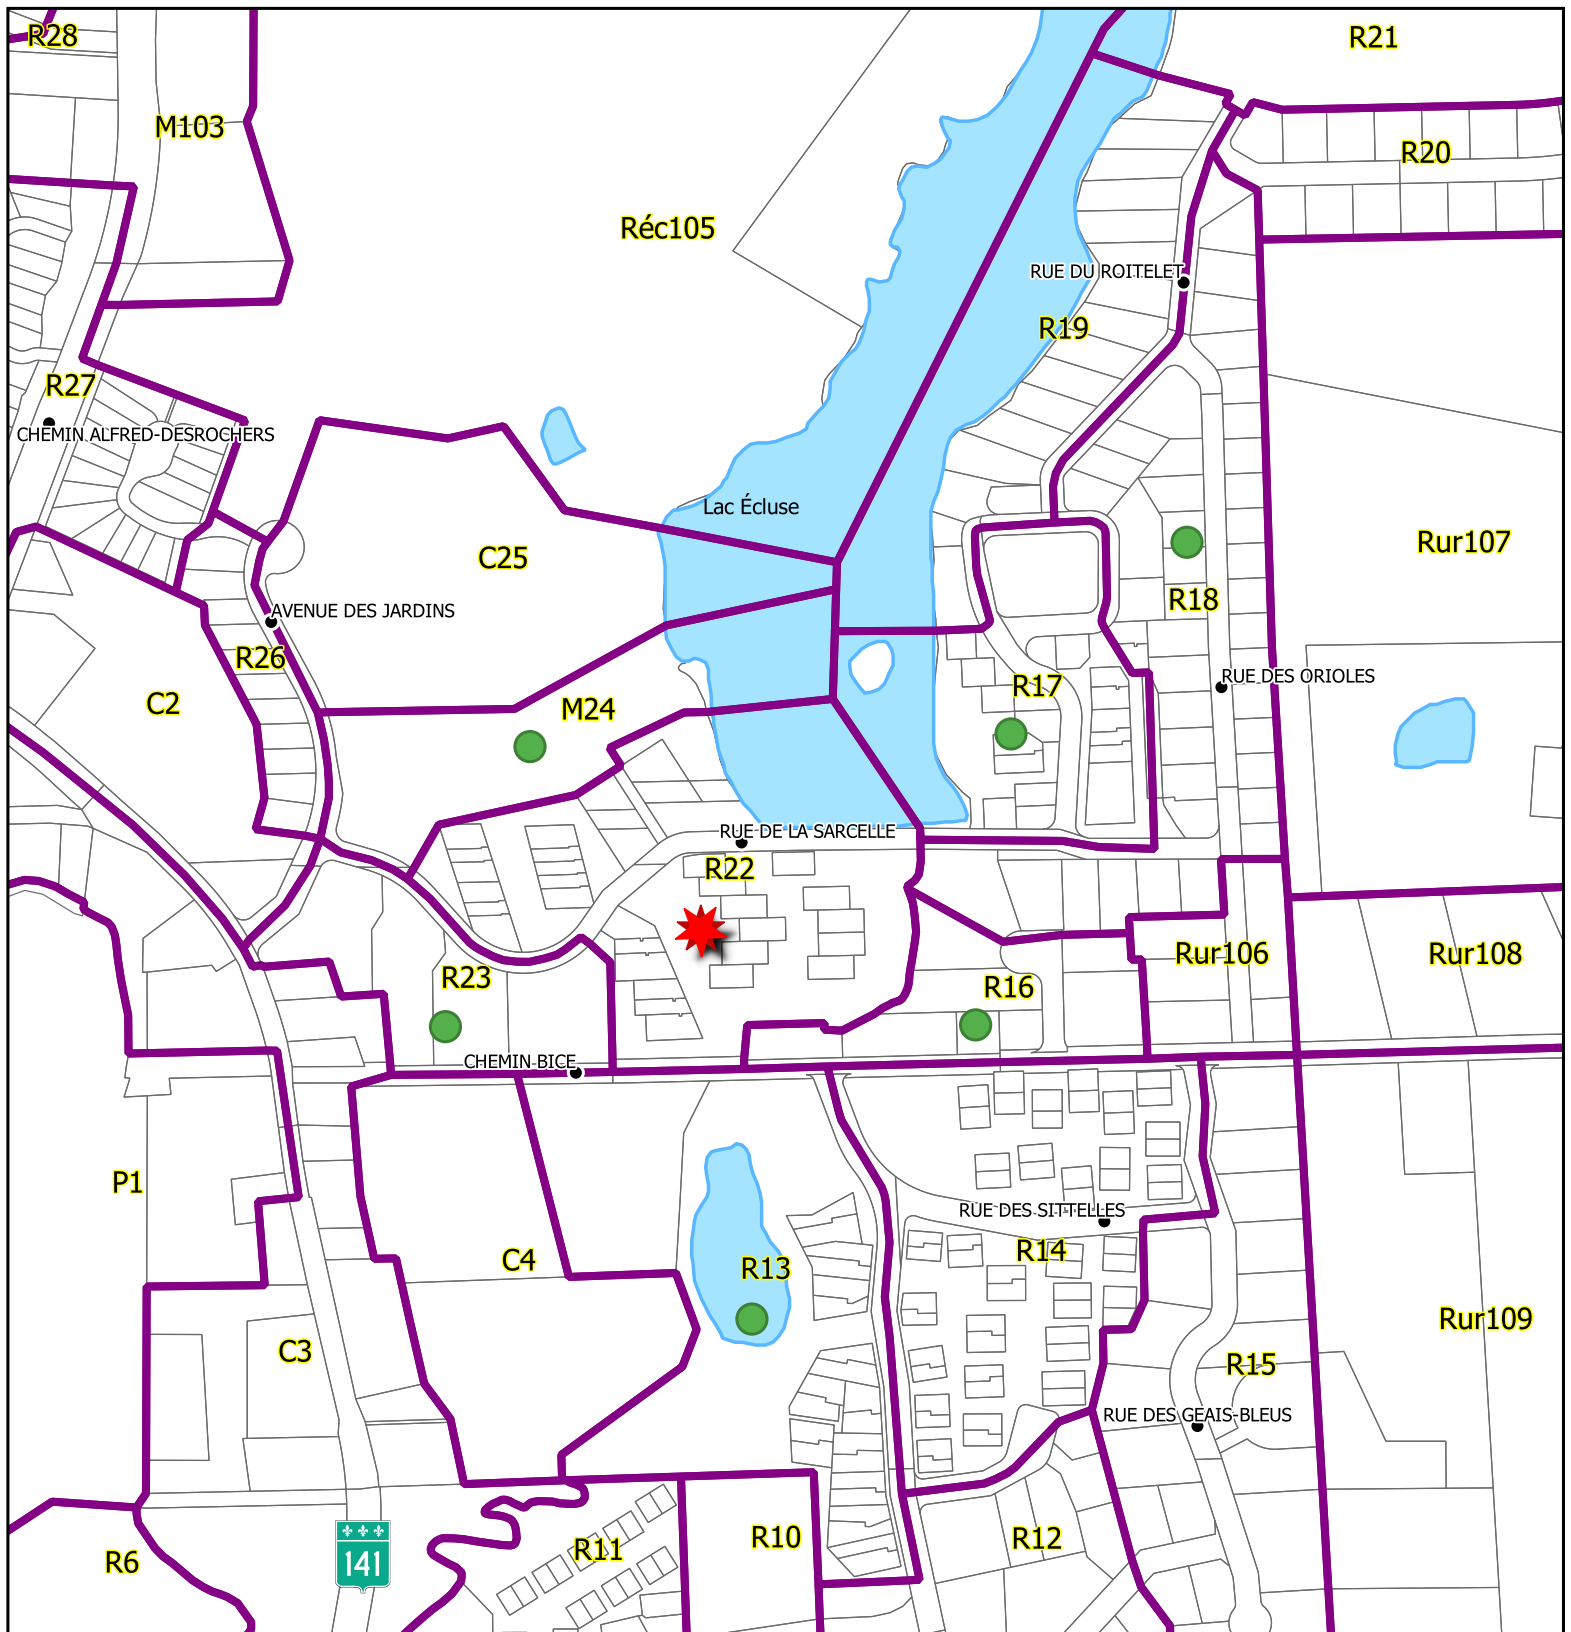 R28
R21
M103
R20
Réc105
RUE DU ROITELET
R19
R27
CHEMIN ALFRED-DESROCHERS
Lac Écluse
C25
Rur107
R18
AVENUE DES JARDINS
R26
RUE DES ORIOLES
R17
C2
M24
RUE DE LA SARCELLE
R22
Rur106
Rur108
R23
R16
CHEMIN BICE
P1
RUE DES SITTELLES
R14
C4
R13
Rur109
C3
R15
RUE DES GEAIS-BLEUS
R10
R12
R11
R6
141